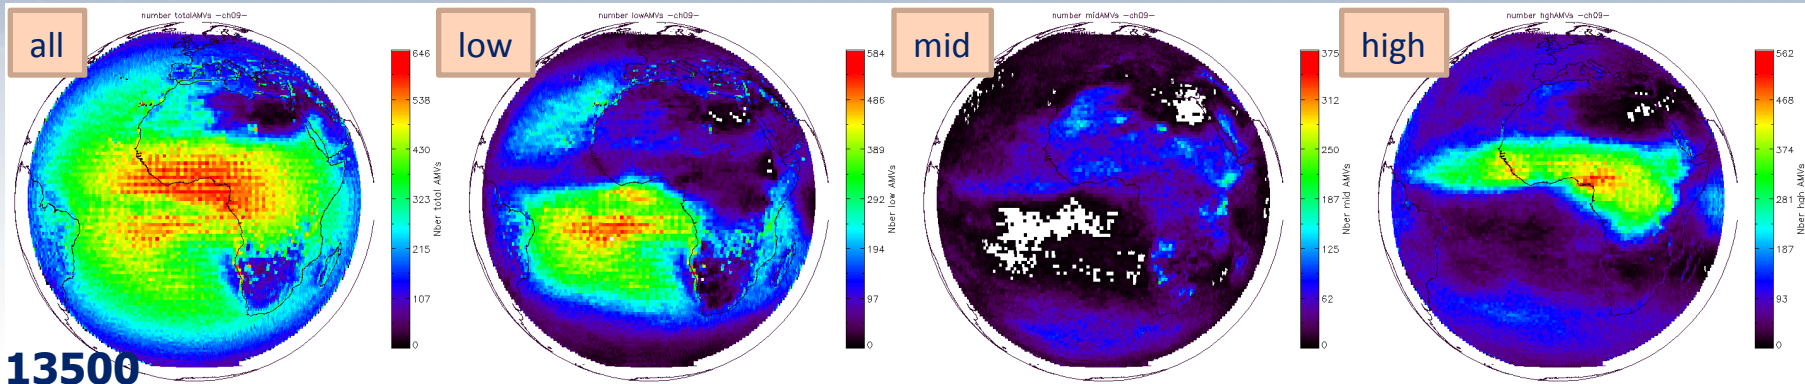 all
number totalAMVs -ch09-
646
538
430
323
215
107
0
Nber total AMVs
low
number lowAMVs -ch09-
584
486
389
292
194
97
0
Nber low AMVs
mid
number midAMVs -ch09-
375
312
250
187
125
62
0
Nber mid AMVs
high
number hghAMVs -ch09-
562
468
374
281
187
93
0
Nber hgh AMVs
13500